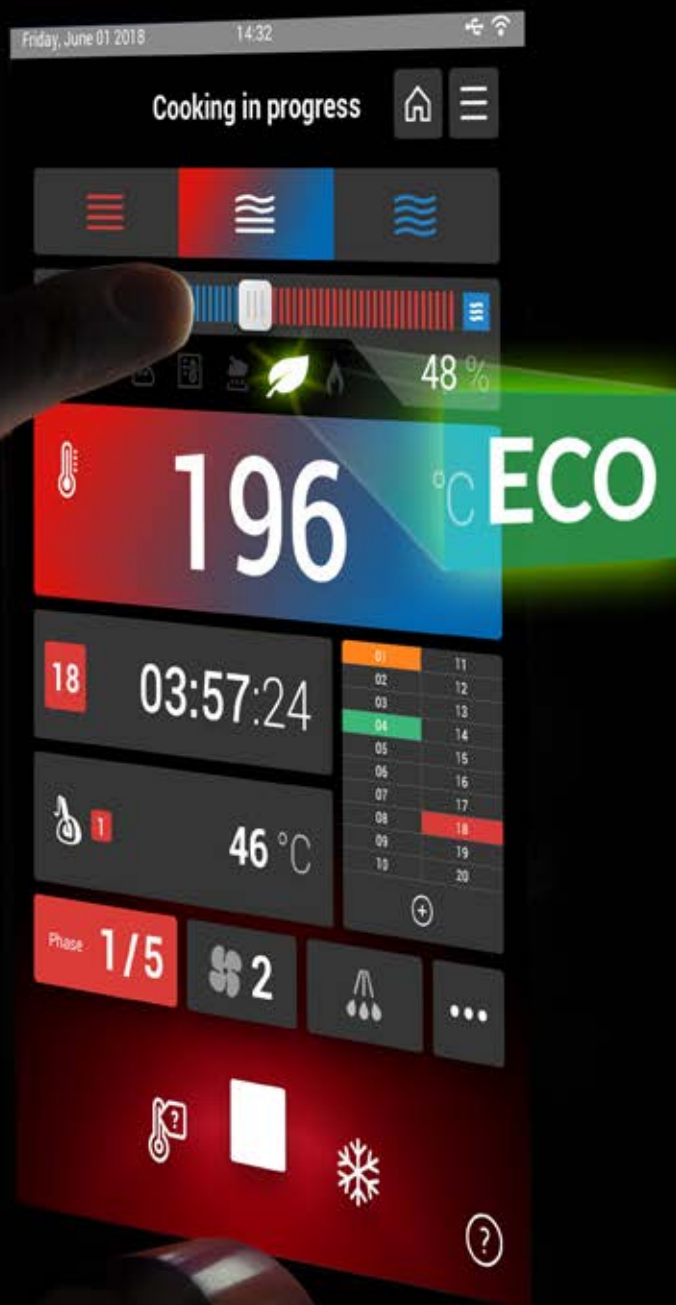 Friday, June 01 2018 14:32
Cooking in progress
48 %
196 °C
ECO
18 03:57:24
01 11
02 12
03 13
04 14
05 15
06 16
07 17
08 18
09 19
10 20
1 46 °C
Phase 1/5 2
?
?